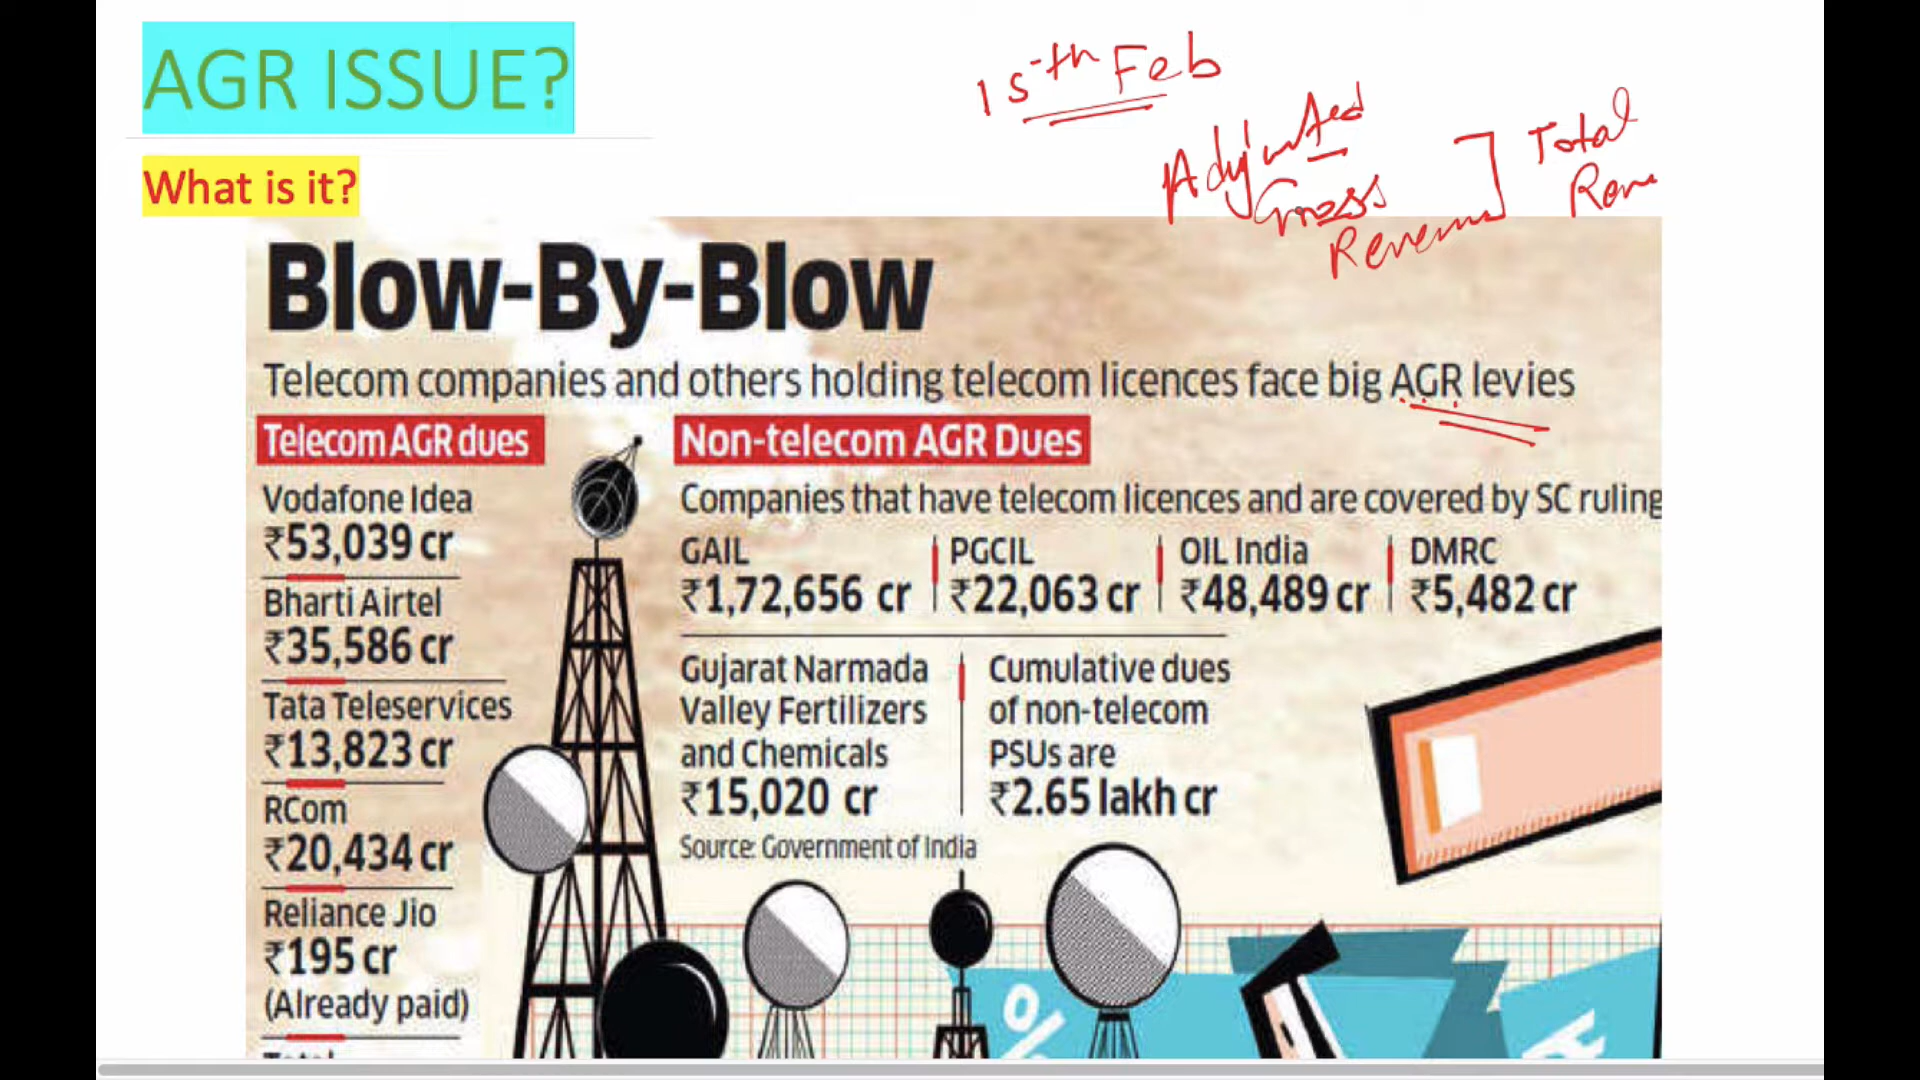 AGR ISSUE?
15-th Feb
Adjusted
Gross
Revenue
Total
Reve
What is it?
Blow-By-Blow
Telecom companies and others holding telecom licences face big AGR levies
Telecom AGR dues
Vodafone Idea
₹53,039 cr
Bharti Airtel
₹35,586 cr
Tata Teleservices
₹13,823 cr
RCom
₹20,434 cr
Reliance Jio
₹195 cr
(Already paid)
Non-telecom AGR Dues
Companies that have telecom licences and are covered by SC ruling
GAIL
₹1,72,656 cr
PGCIL
₹22,063 cr
OIL India
₹48,489 cr
DMRC
₹5,482 cr
Gujarat Narmada
Valley Fertilizers
and Chemicals
₹15,020 cr
Cumulative dues
of non-telecom
PSUs are
₹2.65 lakh cr
Source: Government of India
%
₹